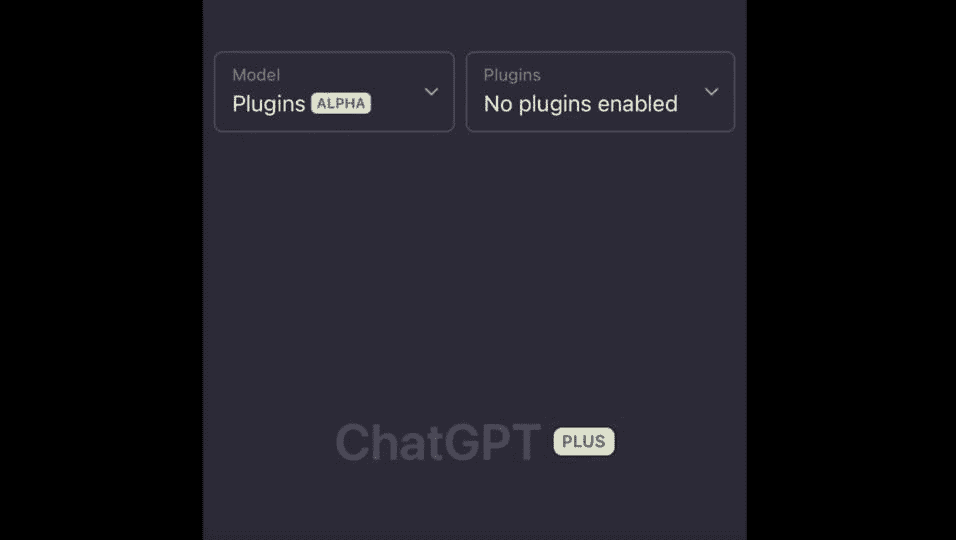 Model
Plugins ALPHA
Plugins
No plugins enabled
ChatGPT PLUS